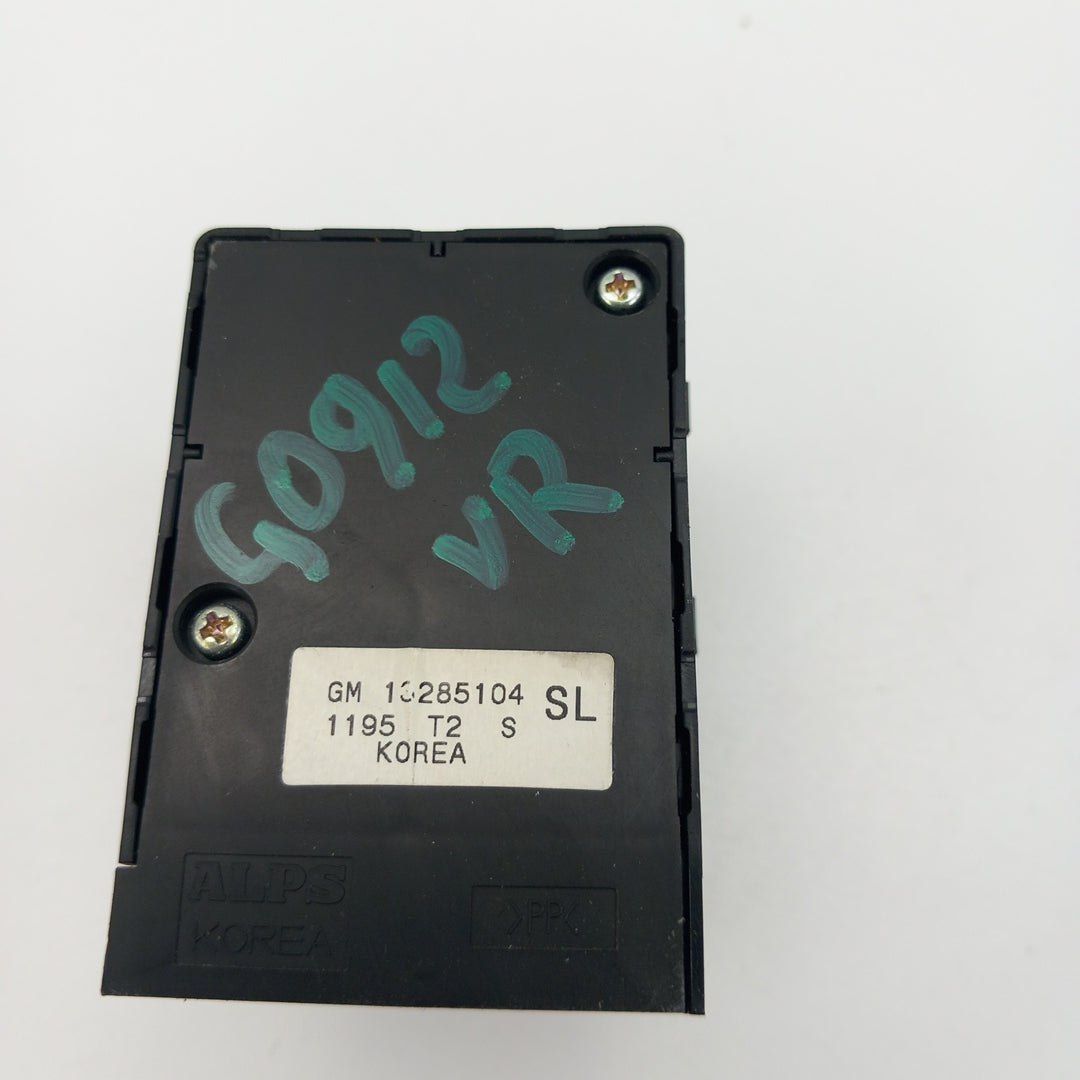 G0912
VR
GM 13285104 SL
1195 T2 S
KOREA
ALPS
KOREA
>PP<